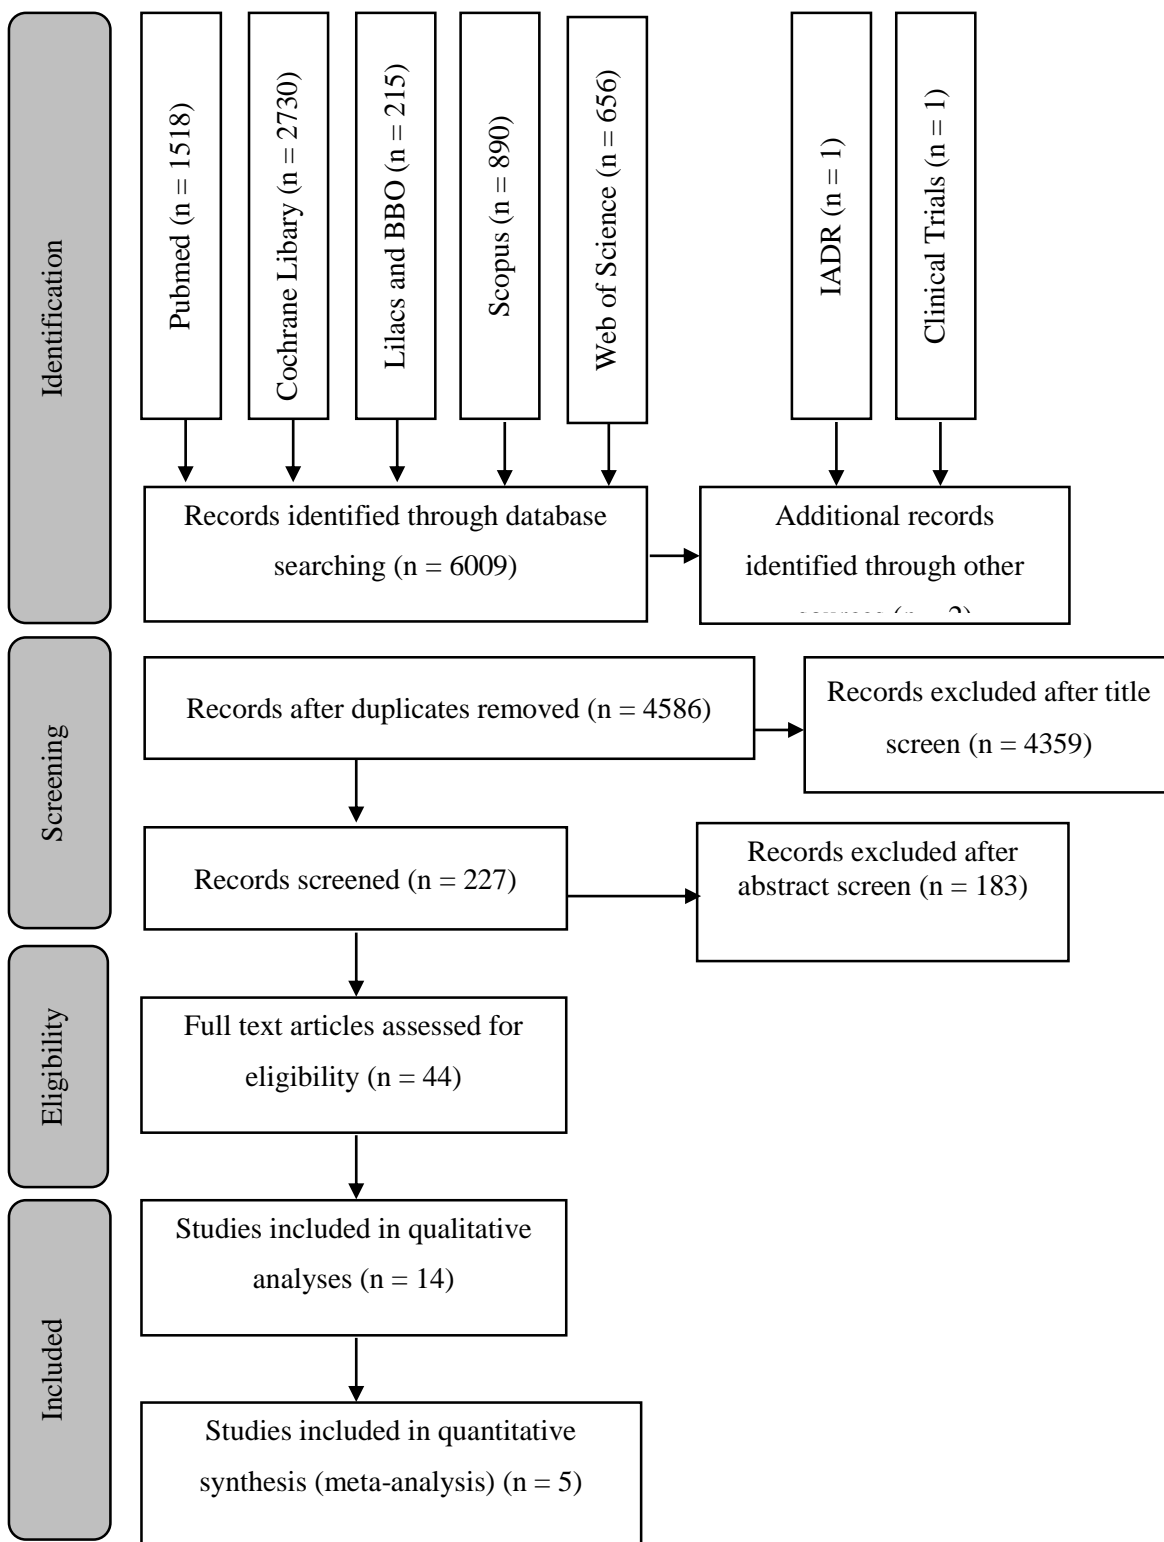 Identification
Pubmed (n = 1518)
Cochrane Libary (n = 2730)
Lilacs and BBO (n = 215)
Scopus (n = 890)
Web of Science (n = 656)
IADR (n = 1)
Clinical Trials (n = 1)
Records identified through database
searching (n = 6009)
Additional records
identified through other
Screening
Records after duplicates removed (n = 4586)
Records excluded after title
screen (n = 4359)
Records screened (n = 227)
Records excluded after
abstract screen (n = 183)
Eligibility
Full text articles assessed for
eligibility (n = 44)
Included
Studies included in qualitative
analyses (n = 14)
Studies included in quantitative
synthesis (meta-analysis) (n = 5)